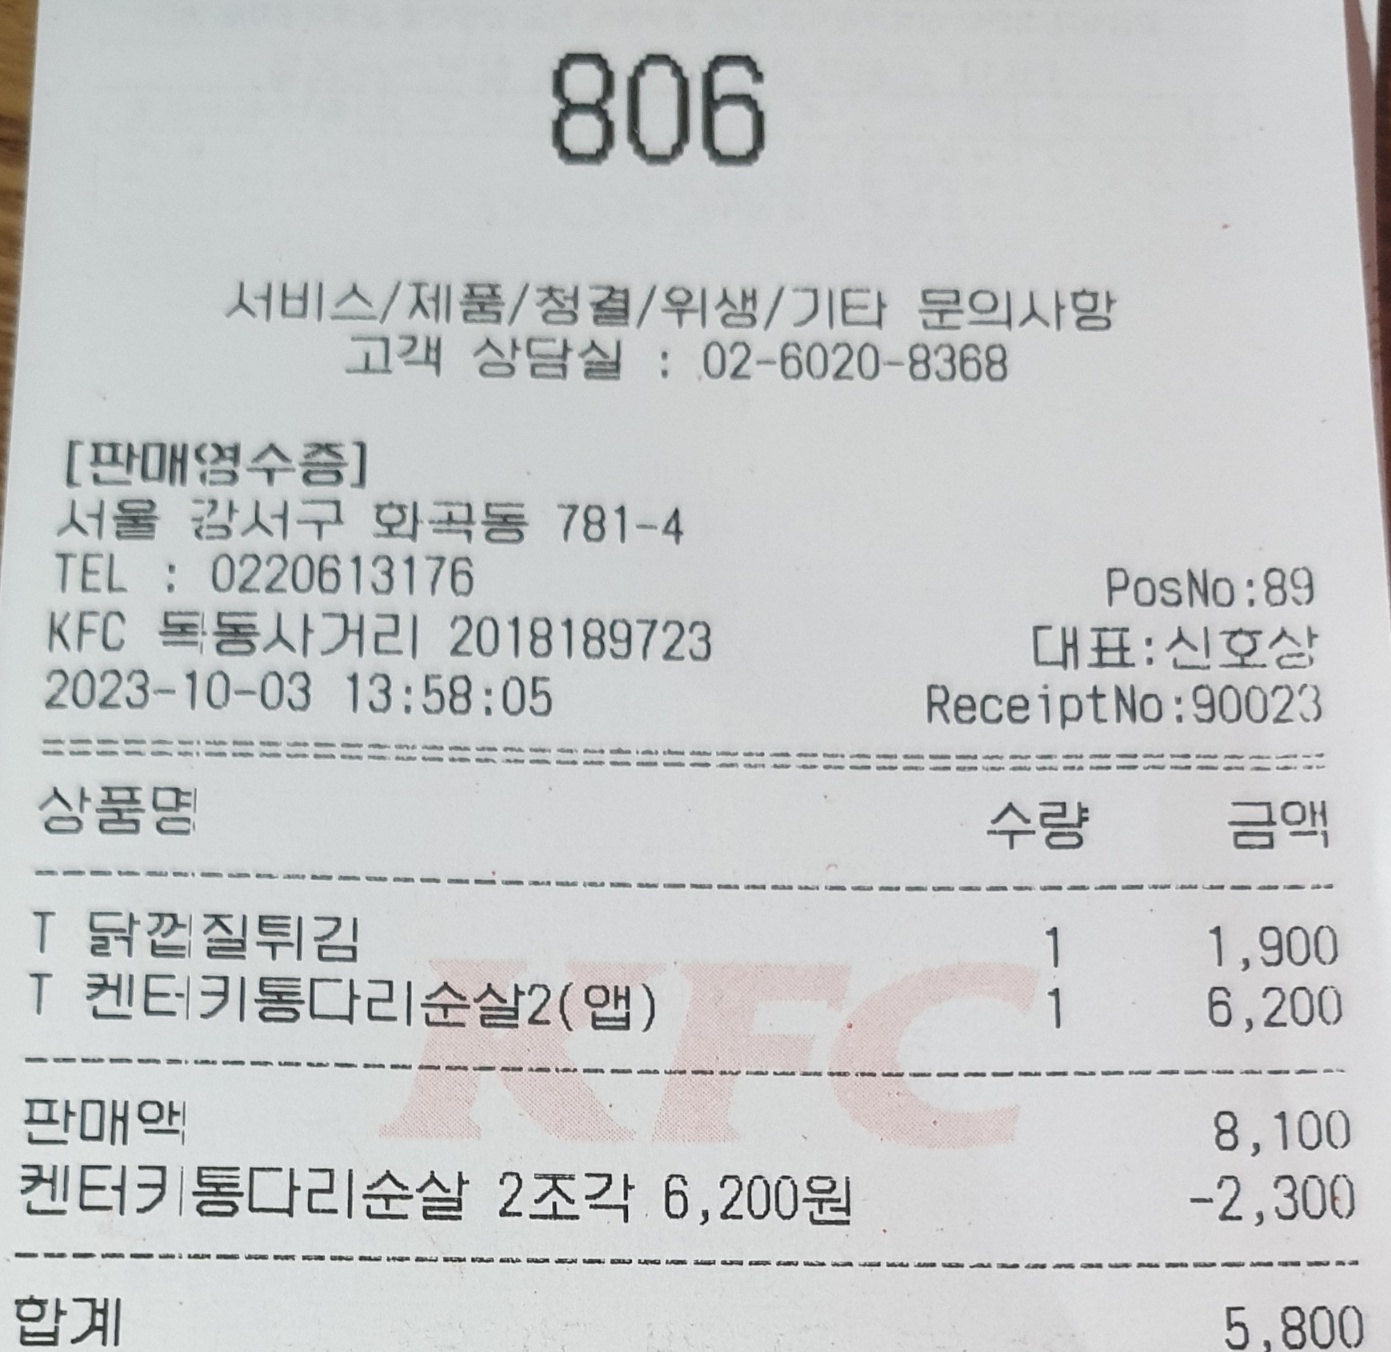 806
서비스/제품/청결/위생/기타 문의사항
고객 상담실 : 02-6020-8368
[판매영수증]
서울 강서구 화곡동 781-4
TEL : 0220613176 PosNo:89
KFC 목동사거리 2018189723 대표:신호상
2023-10-03 13:58:05 ReceiptNo:90023
상품명 수량 금액
T 닭껍질튀김 1 1,900
T 켄터키통다리순살2(앱) 1 6,200
KFC
판매액 8,100
켄터키통다리순살 2조각 6,200원 -2,300
합계 5,800